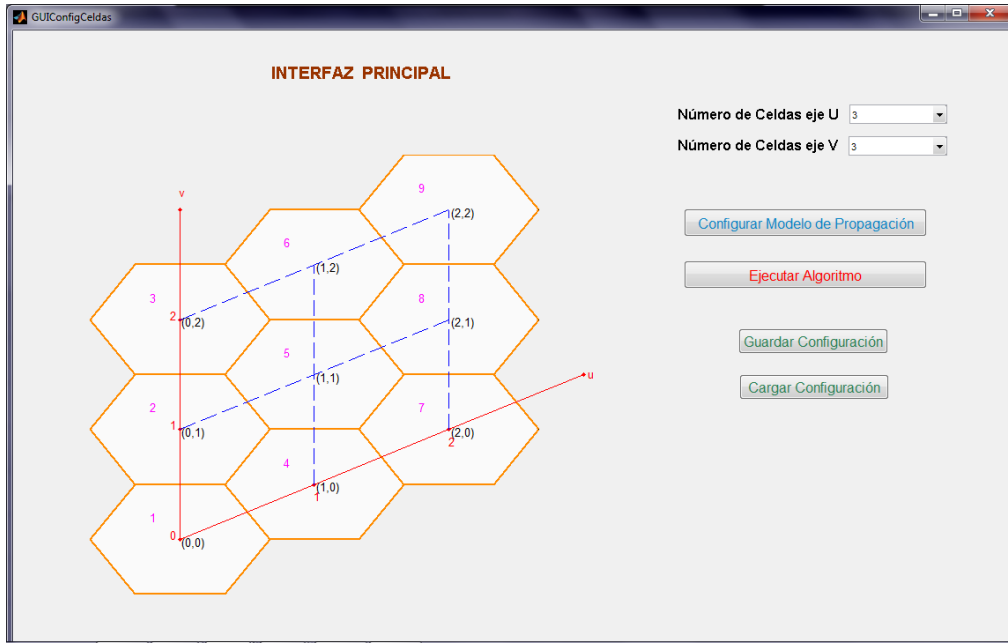 GUIConfigCeldas
INTERFAZ PRINCIPAL
Número de Celdas eje U 3
Número de Celdas eje V 3
Configurar Modelo de Propagación
Ejecutar Algoritmo
Guardar Configuración
Cargar Configuración
v
9
(2,2)
6
(1,2)
3
8
2
(0,2)
(2,1)
5
u
(1,1)
2
7
1
(0,1)
(2,0)
2
4
(1,0)
1
1
0
(0,0)